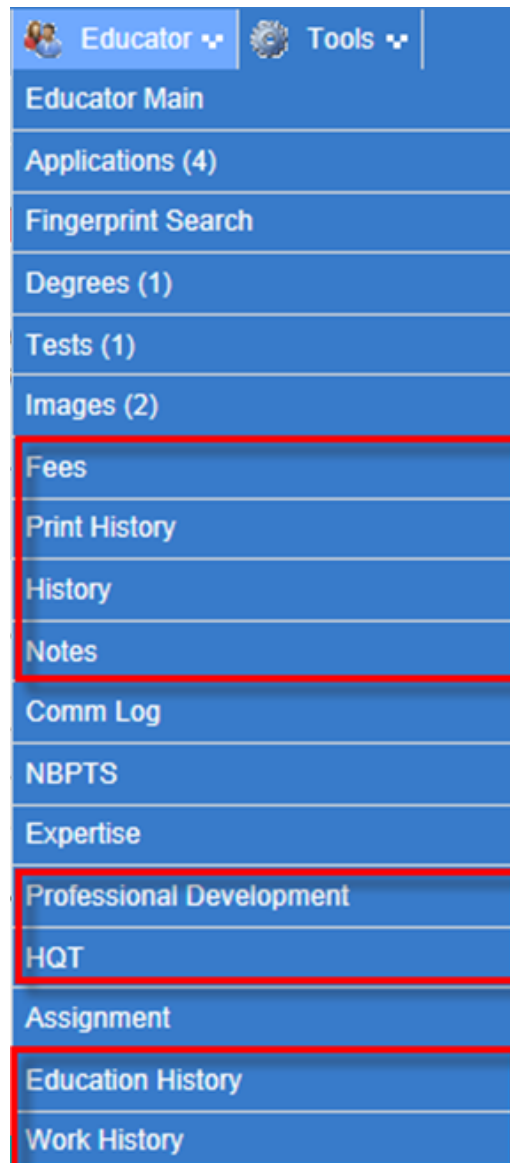 Educator Tools
Educator Main
Applications (4)
Fingerprint Search
Degrees (1)
Tests (1)
Images (2)
Fees
Print History
History
Notes
Comm Log
NBPTS
Expertise
Professional Development
HQT
Assignment
Education History
Work History